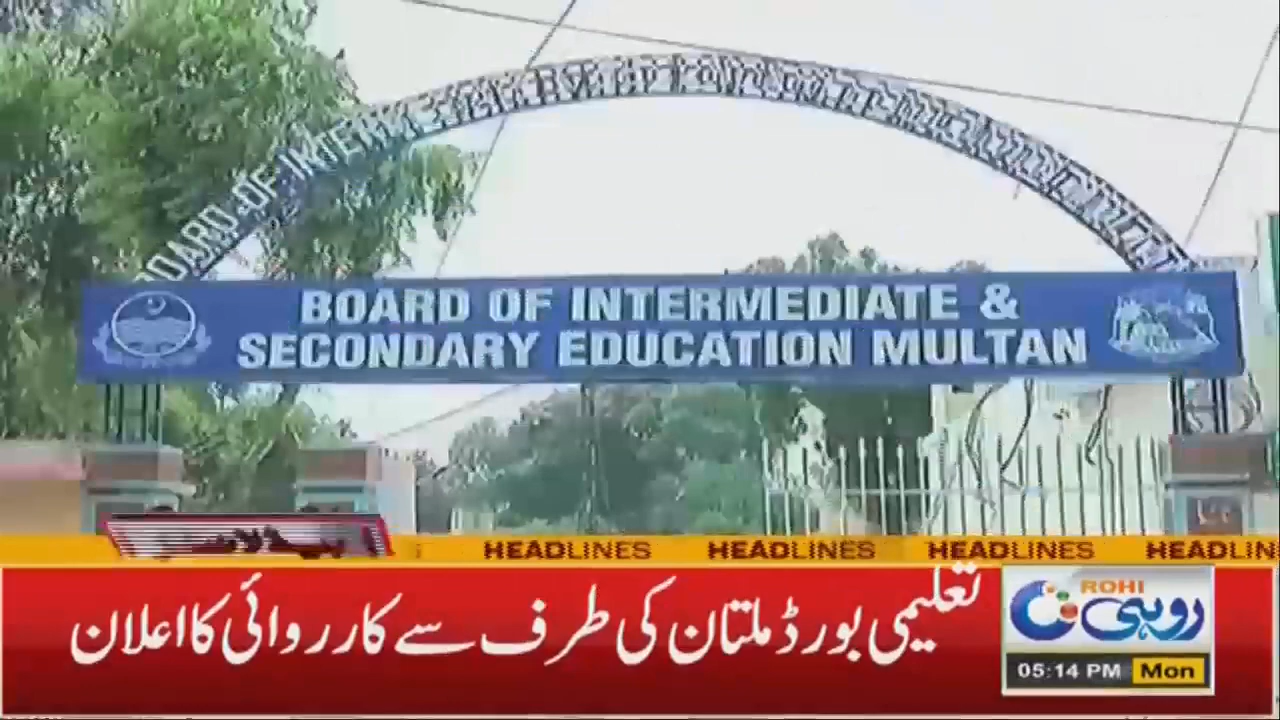 BOARD OF INTERMEDIATE &
SECONDARY EDUCATION MULTAN
HEADLINES HEADLINES HEADLINES HEADLIN
تعلیمی بورڈ ملتان کی طرف سے کارروائی کا اعلان
ROHI
روہی
05:14 PM Mon